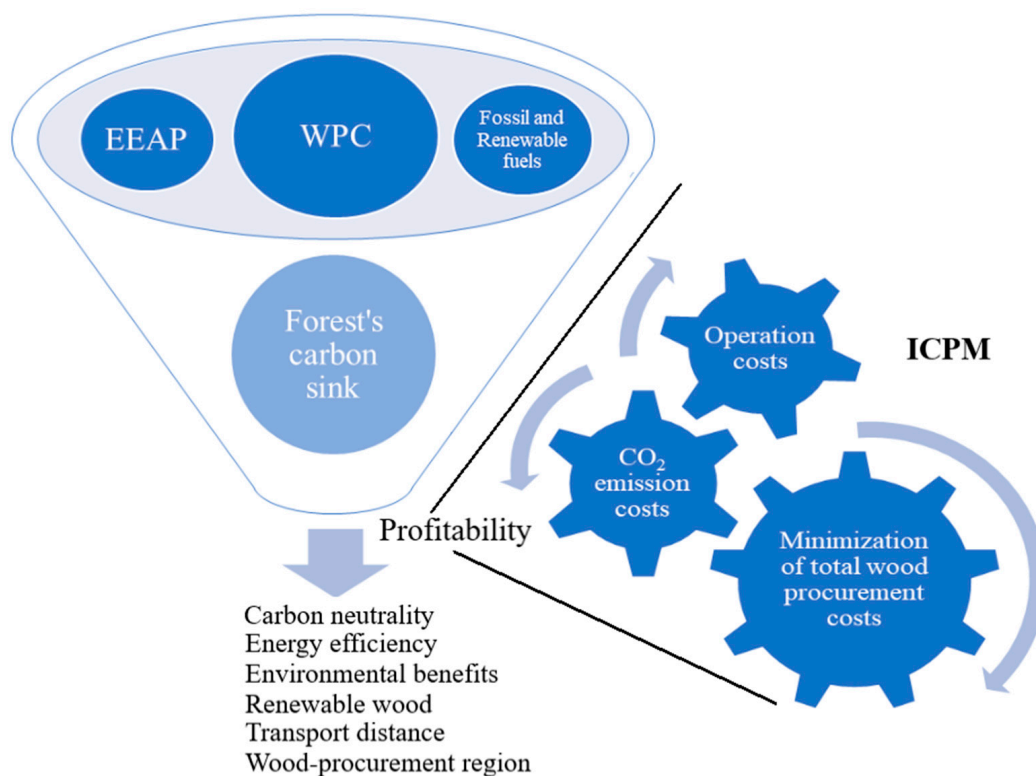 EEAP
WPC
Fossil and
Renewable
fuels
Forest's
carbon
sink
Operation
costs
ICPM
CO₂
emission
costs
Minimization
of total wood
procurement
costs
Profitability
Carbon neutrality
Energy efficiency
Environmental benefits
Renewable wood
Transport distance
Wood-procurement region